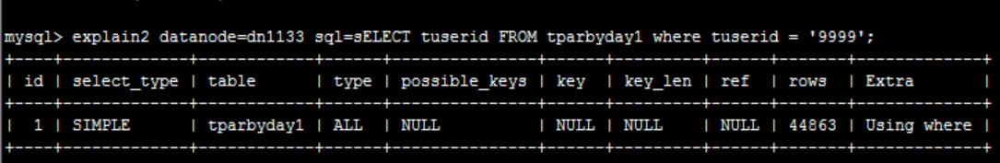 mysql> explain2 datanode=dn1133 sql=sELECT tuserid FROM tparbyday1 where tuserid = '9999';
+----+-------------+------------+------+---------------+------+---------+------+-------+-------------+
| id | select_type | table      | type | possible_keys | key  | key_len | ref  | rows  | Extra       |
+----+-------------+------------+------+---------------+------+---------+------+-------+-------------+
|  1 | SIMPLE      | tparbyday1 | ALL  | NULL          | NULL | NULL    | NULL | 44863 | Using where |
+----+-------------+------------+------+---------------+------+---------+------+-------+-------------+